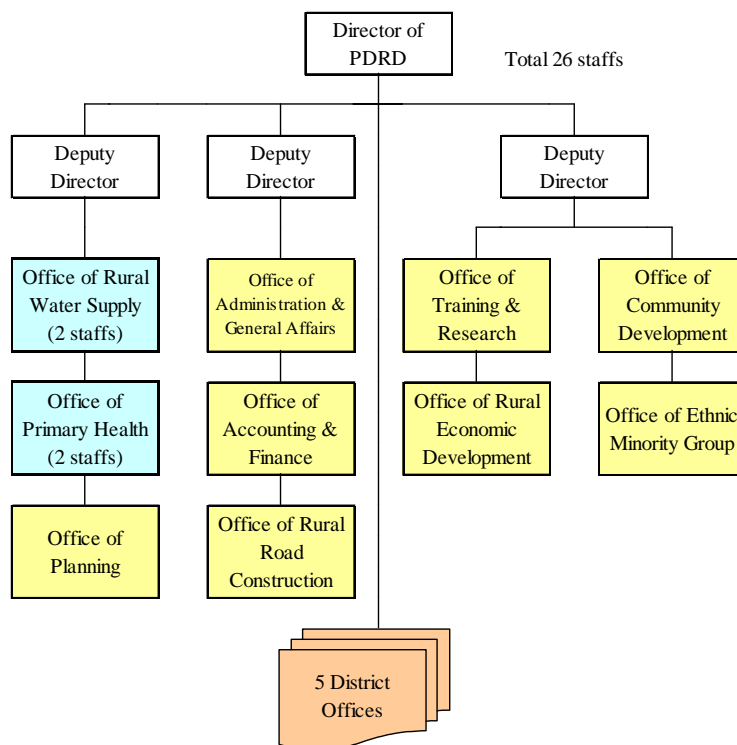 Director of
PDRD
Total 26 staffs
Deputy
Director
Deputy
Director
Deputy
Director
Office of Rural
Water Supply
(2 staffs)
Office of
Administration &
General Affairs
Office of
Training &
Research
Office of
Community
Development
Office of
Primary Health
(2 staffs)
Office of
Accounting &
Finance
Office of Rural
Economic
Development
Office of Ethnic
Minority Group
Office of
Planning
Office of Rural
Road
Construction
5 District
Offices